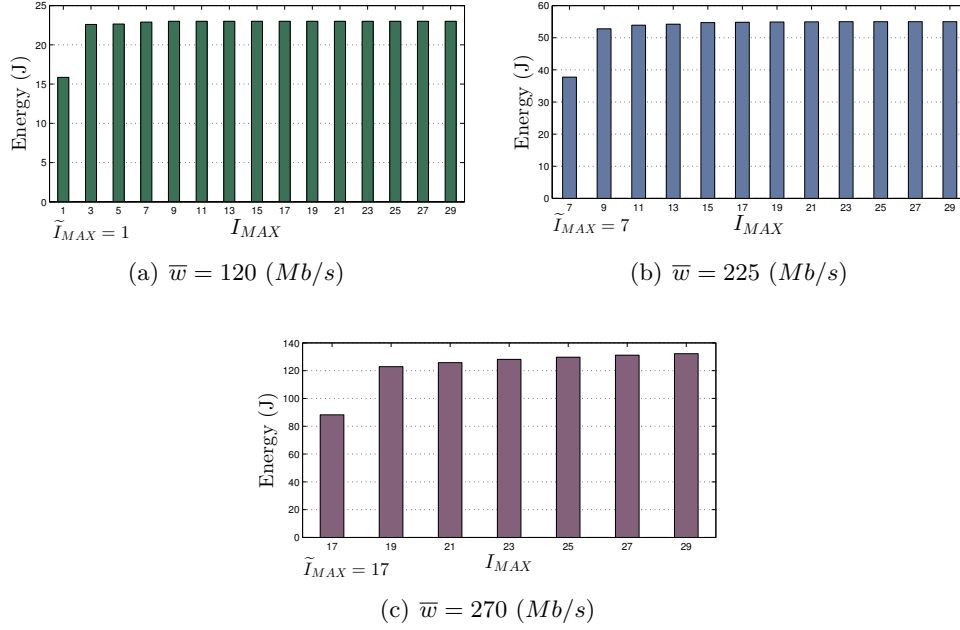 25
20
15
10
5
0
Energy (J)
1 3 5 7 9 11 13 15 17 19 21 23 25 27 29
Ĩ_MAX = 1
I_MAX
(a) w̅ = 120 (Mb/s)
60
50
40
30
20
10
0
Energy (J)
7 9 11 13 15 17 19 21 23 25 27 29
Ĩ_MAX = 7
I_MAX
(b) w̅ = 225 (Mb/s)
140
120
100
80
60
40
20
0
Energy (J)
17 19 21 23 25 27 29
Ĩ_MAX = 17
I_MAX
(c) w̅ = 270 (Mb/s)